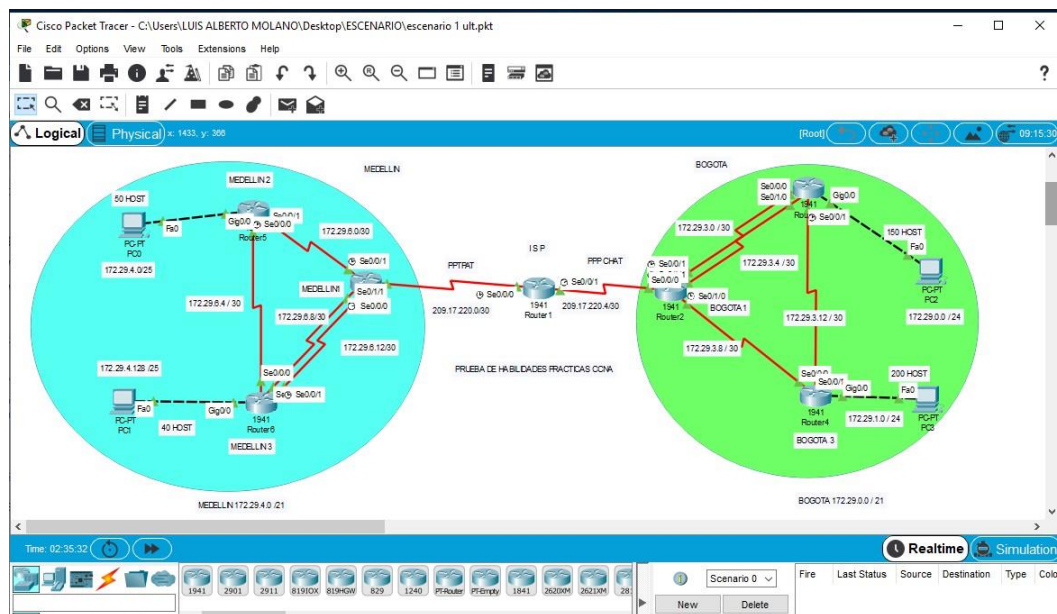 Cisco Packet Tracer - C:\Users\LUIS ALBERTO MOLANO\Desktop\ESCENARIO\escenario 1 ult.pkt
File Edit Options View Tools Extensions Help
?
Logical Physical x: 1433, y: 366 [Root] 09:15:30
MEDELLIN
MEDELLIN 2
50 HOST
Fa0
Gig0/0
Se0/0/1
Se0/0/0
Router5
PC-PT
PC0
172.29.4.0/25
172.29.6.0/30
Se0/0/1
MEDELLIN1
Se0/1/1
Se0/0/0
172.29.6.4 / 30
172.29.6.8/30
172.29.6.12/30
172.29.4.128 /25
Se0/0/0
Se0/0/1
Fa0
Gig0/0
PC-PT
PC1
40 HOST
1941
Router6
MEDELLIN 3
MEDELLIN 172.29.4.0 /21
I S P
PPTPAT
PPP CHAT
Se0/0/0
Se0/0/1
1941
Router1
209.17.220.0/30
209.17.220.4/30
PRUEBA DE HABILIDADES PRACTICAS CCNA
BOGOTA
Se0/0/0
Se0/1/0
1941
Gig0/0
Se0/0/1
172.29.3.0 / 30
172.29.3.4 / 30
150 HOST
Fa0
PC-PT
PC2
172.29.0.0 / 24
Se0/0/0
Se0/1/0
1941
Router2
BOGOTA 1
172.29.3.12 / 30
172.29.3.8 / 30
Se0/0/0
Se0/0/1
Gig0/0
200 HOST
Fa0
1941
Router4
PC-PT
PC3
172.29.1.0 / 24
BOGOTA 3
BOGOTA 172.29.0.0 / 21
Time: 02:35:32
Realtime Simulation
1941 2901 2911 819IOX 819HGW 829 1240 PT-Router PT-Empty 1841 2620XM 2621XM
Scenario 0
New Delete
Fire Last Status Source Destination Type